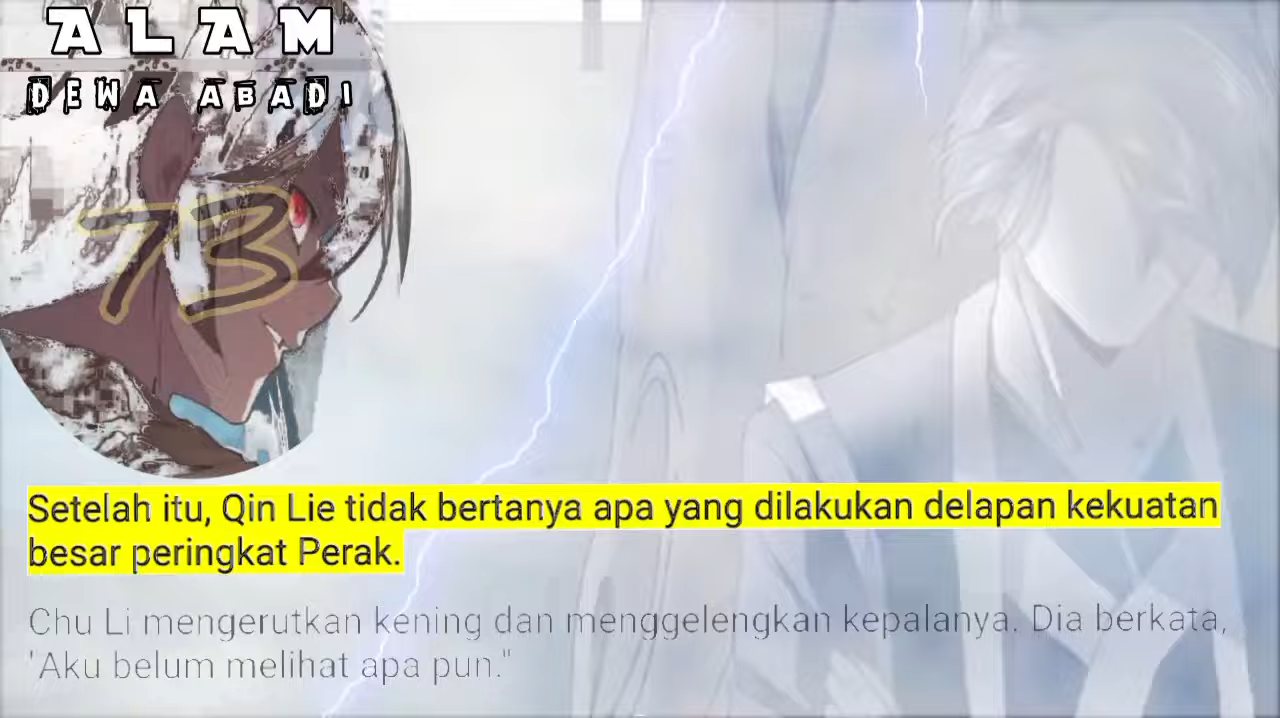 ALAM
DEWA ABADI
73
Setelah itu, Qin Lie tidak bertanya apa yang dilakukan delapan kekuatan
besar peringkat Perak.
Chu Li mengerutkan kening dan menggelengkan kepalanya. Dia berkata,
'Aku belum melihat apa pun."